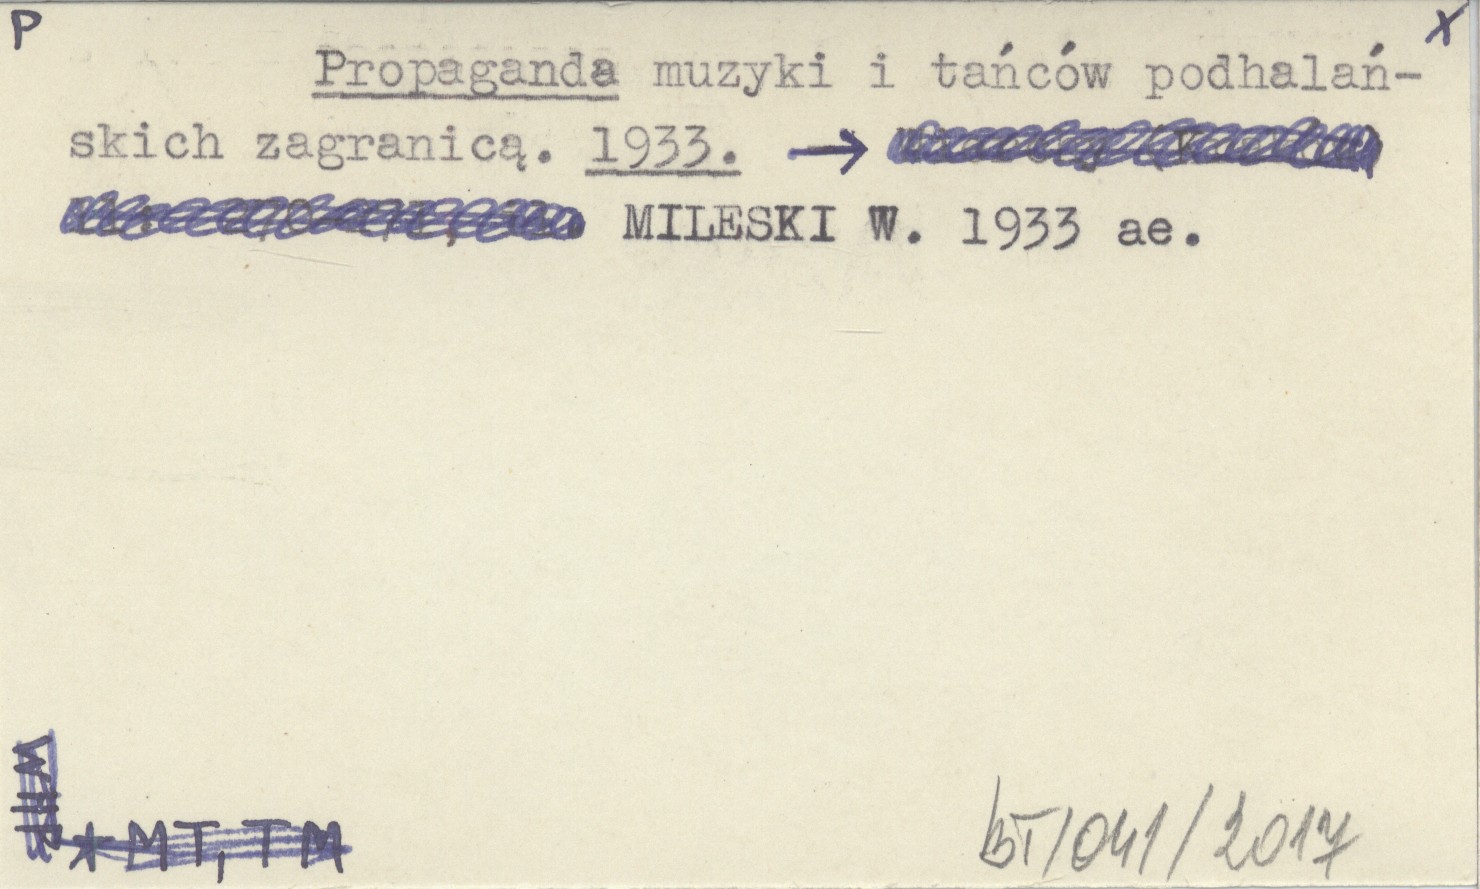 P
X
Propaganda muzyki i tańców podhalań-
skich zagranicą. 1933. →
MILESKI W. 1933 ae.
* MT, TM
BT/041/2017